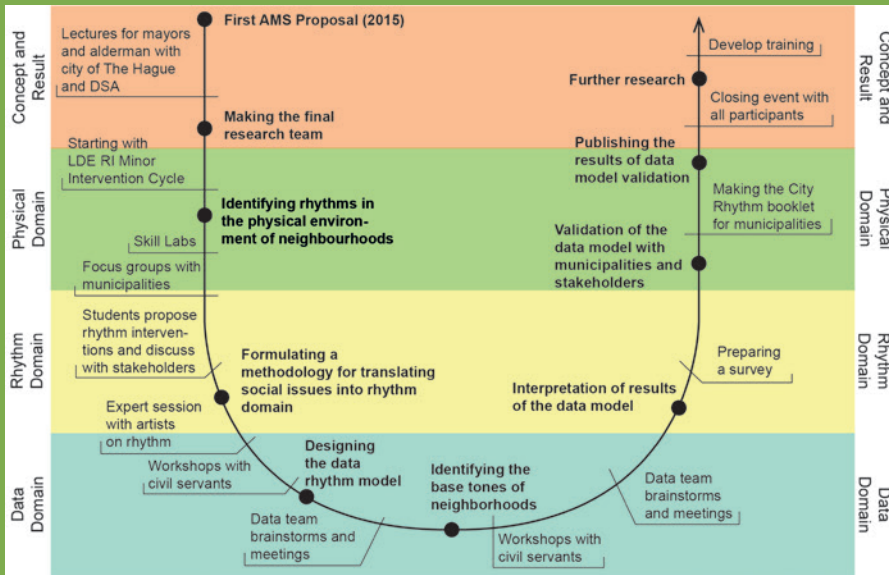 First AMS Proposal (2015)
Lectures for mayors
and alderman with
city of The Hague
and DSA
Making the final
research team
Starting with
LDE RI Minor
Intervention Cycle
Identifying rhythms in
the physical environ-
ment of neighbourhoods
Skill Labs
Focus groups with
municipalities
Students propose
rhythm interven-
tions and discuss
with stakeholders
Formulating a
methodology for translating
social issues into rhythm
domain
Expert session
with artists
on rhythm
Workshops with
civil servants
Designing
the data
rhythm model
Data team
brainstorms and
meetings
Identifying the
base tones of
neighborhoods
Workshops with
civil servants
Data team
brainstorms
and meetings
Interpretation of results
of the data model
Preparing
a survey
Validation of the
data model with
municipalities and
stakeholders
Making the City
Rhythm booklet
for municipalities
Publishing the
results of data
model validation
Closing event with
all participants
Further research
Develop training
Concept and
Result
Physical
Domain
Rhythm
Domain
Data
Domain
Concept and
Result
Physical
Domain
Rhythm
Domain
Data
Domain